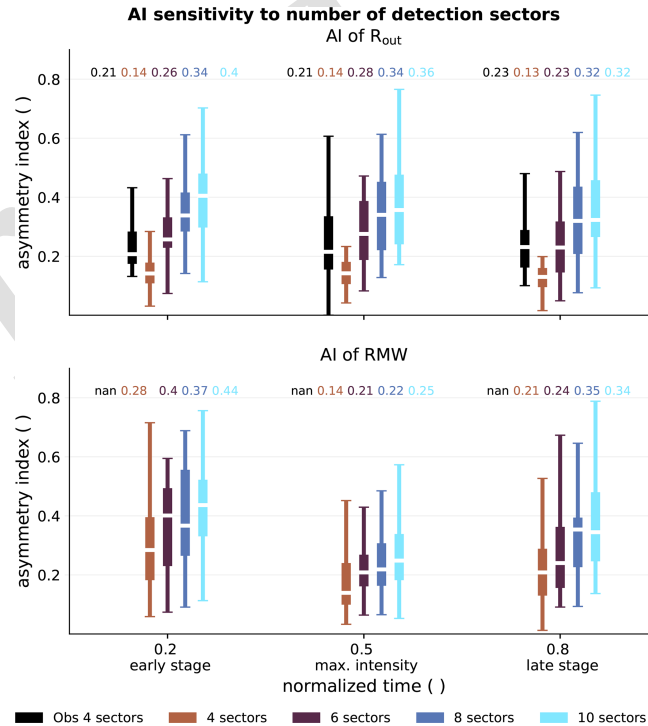 AI sensitivity to number of detection sectors
AI of Rout
0.21 0.14 0.26 0.34 0.4 0.21 0.14 0.28 0.34 0.36 0.23 0.13 0.23 0.32 0.32
0.8
0.6
0.4
0.2
asymmetry index ( )
AI of RMW
nan 0.28 0.4 0.37 0.44 nan 0.14 0.21 0.22 0.25 nan 0.21 0.24 0.35 0.34
0.8
0.6
0.4
0.2
asymmetry index ( )
0.2 0.5 0.8
early stage max. intensity late stage
normalized time ( )
Obs 4 sectors 4 sectors 6 sectors 8 sectors 10 sectors